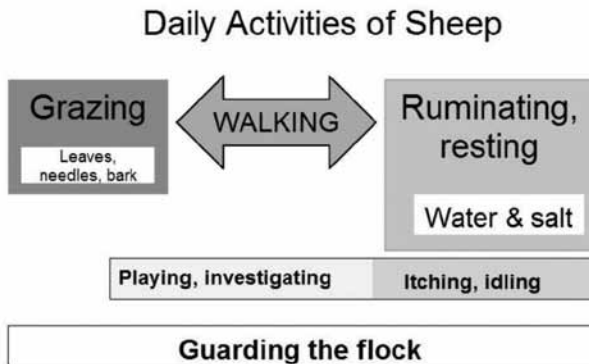 Daily Activities of Sheep
Grazing
Leaves,
needles, bark
WALKING
Ruminating,
resting
Water & salt
Playing, investigating
Itching, idling
Guarding the flock